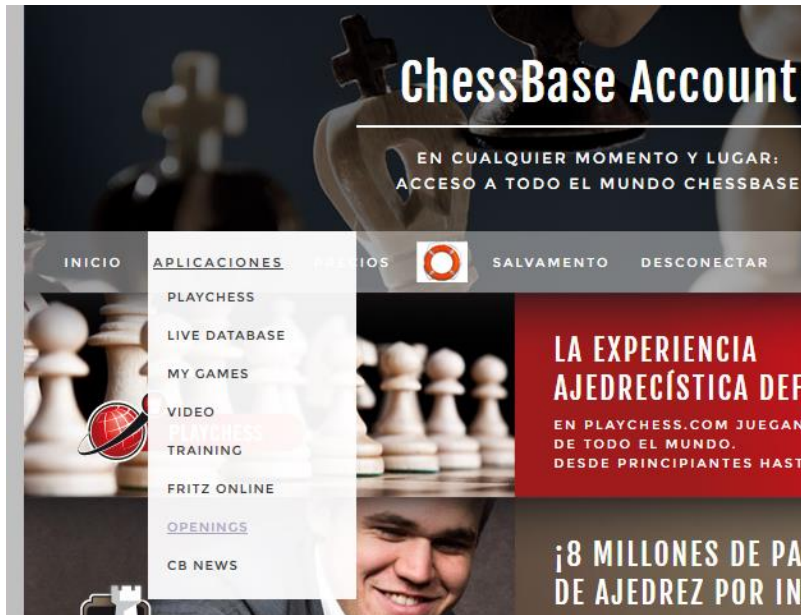 ChessBase Account
EN CUALQUIER MOMENTO Y LUGAR:
ACCESO A TODO EL MUNDO CHESSBASE
INICIO APLICACIONES PRECIOS SALVAMENTO DESCONECTAR
PLAYCHESS
LIVE DATABASE
MY GAMES
VIDEO
PLAYCHESS
TRAINING
FRITZ ONLINE
OPENINGS
CB NEWS
LA EXPERIENCIA
AJEDRECÍSTICA DEF
EN PLAYCHESS.COM JUEGAN
DE TODO EL MUNDO.
DESDE PRINCIPIANTES HAST
¡8 MILLONES DE PA
DE AJEDREZ POR IN